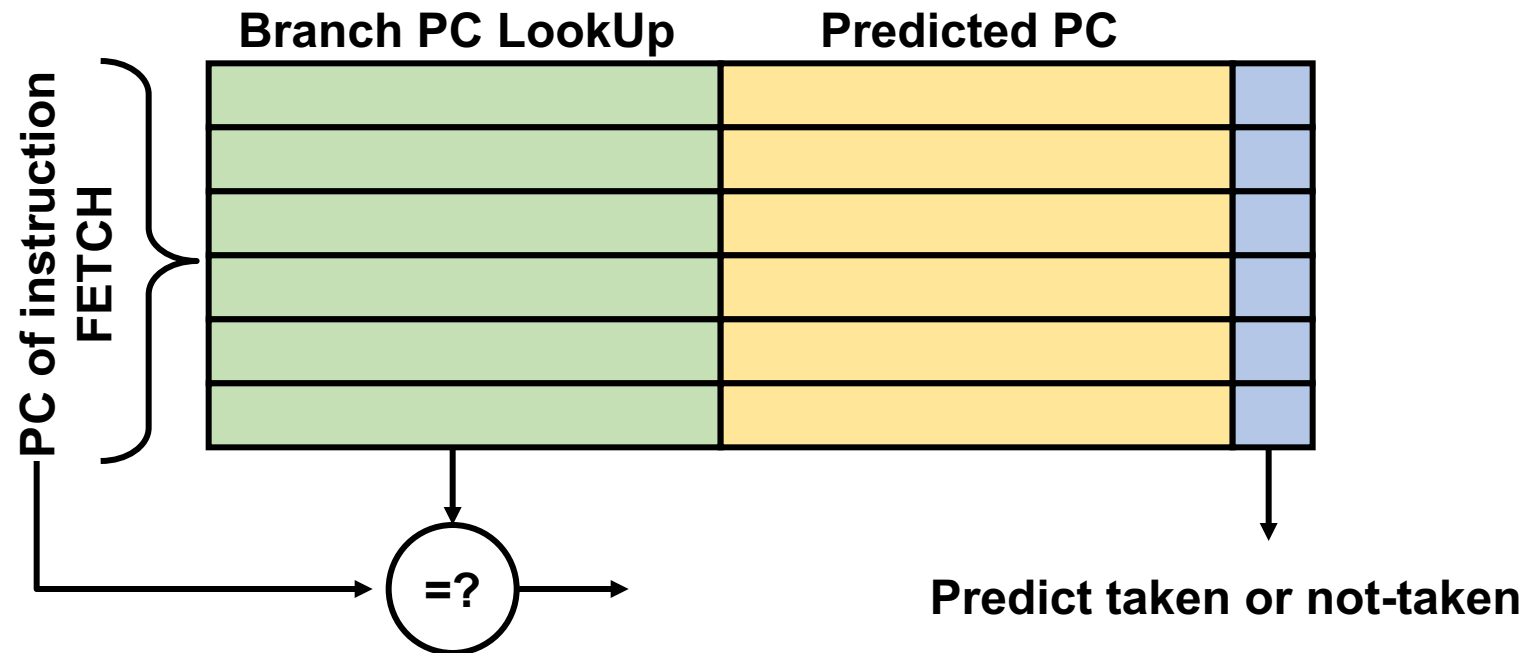 Branch PC LookUp
Predicted PC
PC of instruction
FETCH
=?
Predict taken or not-taken